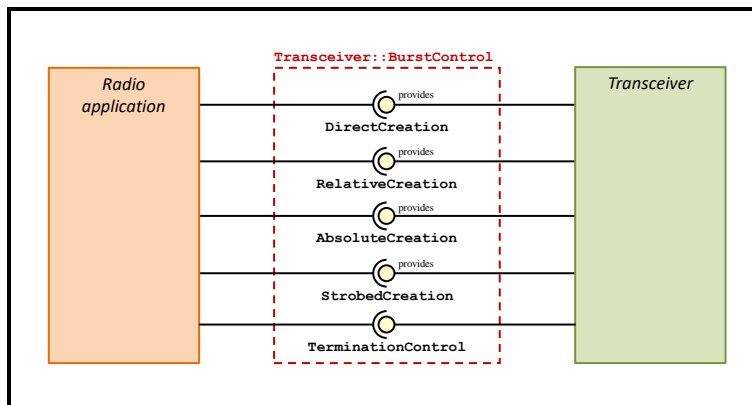 Transceiver::BurstControl
Radio
application
Transceiver
provides
DirectCreation
provides
RelativeCreation
provides
AbsoluteCreation
provides
StrobedCreation
TerminationControl